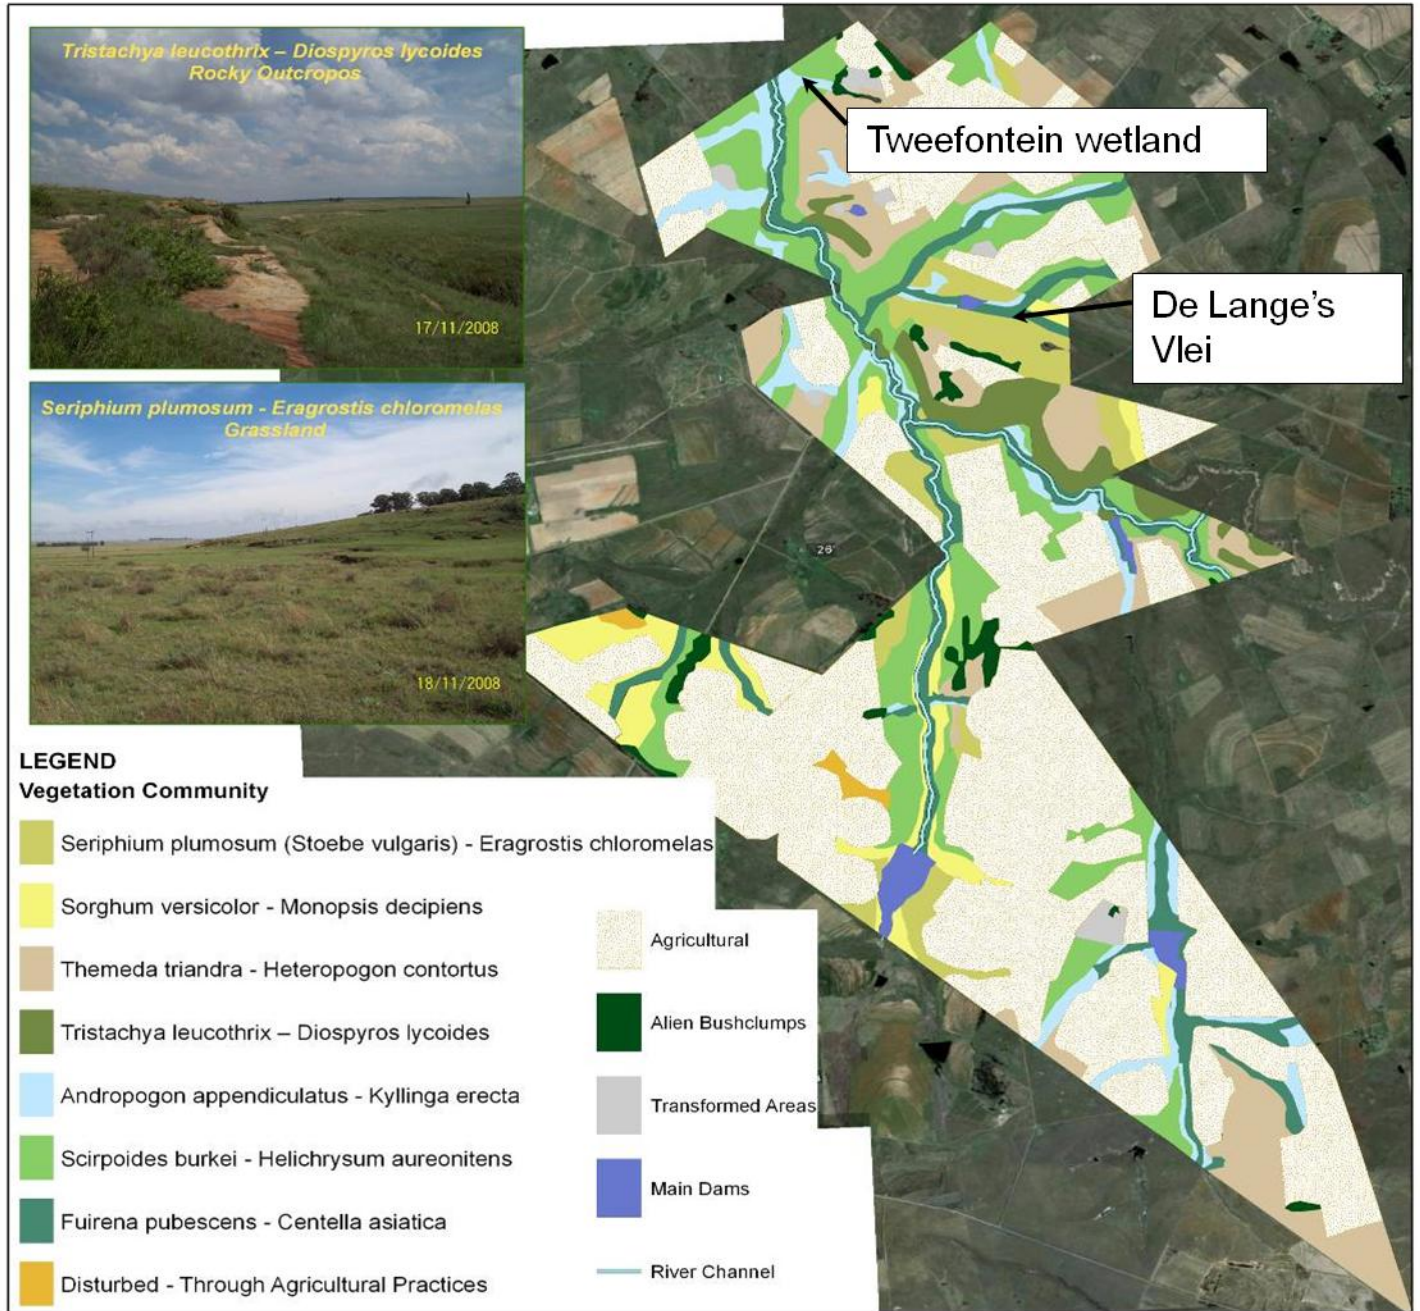 Tristachya leucothrix – Diospyros lycoides
Rocky Outcropos
17/11/2008
Seriphium plumosum - Eragrostis chloromelas
Grassland
18/11/2008
Tweefontein wetland
De Lange's
Vlei
26
LEGEND
Vegetation Community
Seriphium plumosum (Stoebe vulgaris) - Eragrostis chloromelas
Sorghum versicolor - Monopsis decipiens
Themeda triandra - Heteropogon contortus
Tristachya leucothrix – Diospyros lycoides
Andropogon appendiculatus - Kyllinga erecta
Scirpoides burkei - Helichrysum aureonitens
Fuirena pubescens - Centella asiatica
Disturbed - Through Agricultural Practices
Agricultural
Alien Bushclumps
Transformed Areas
Main Dams
River Channel